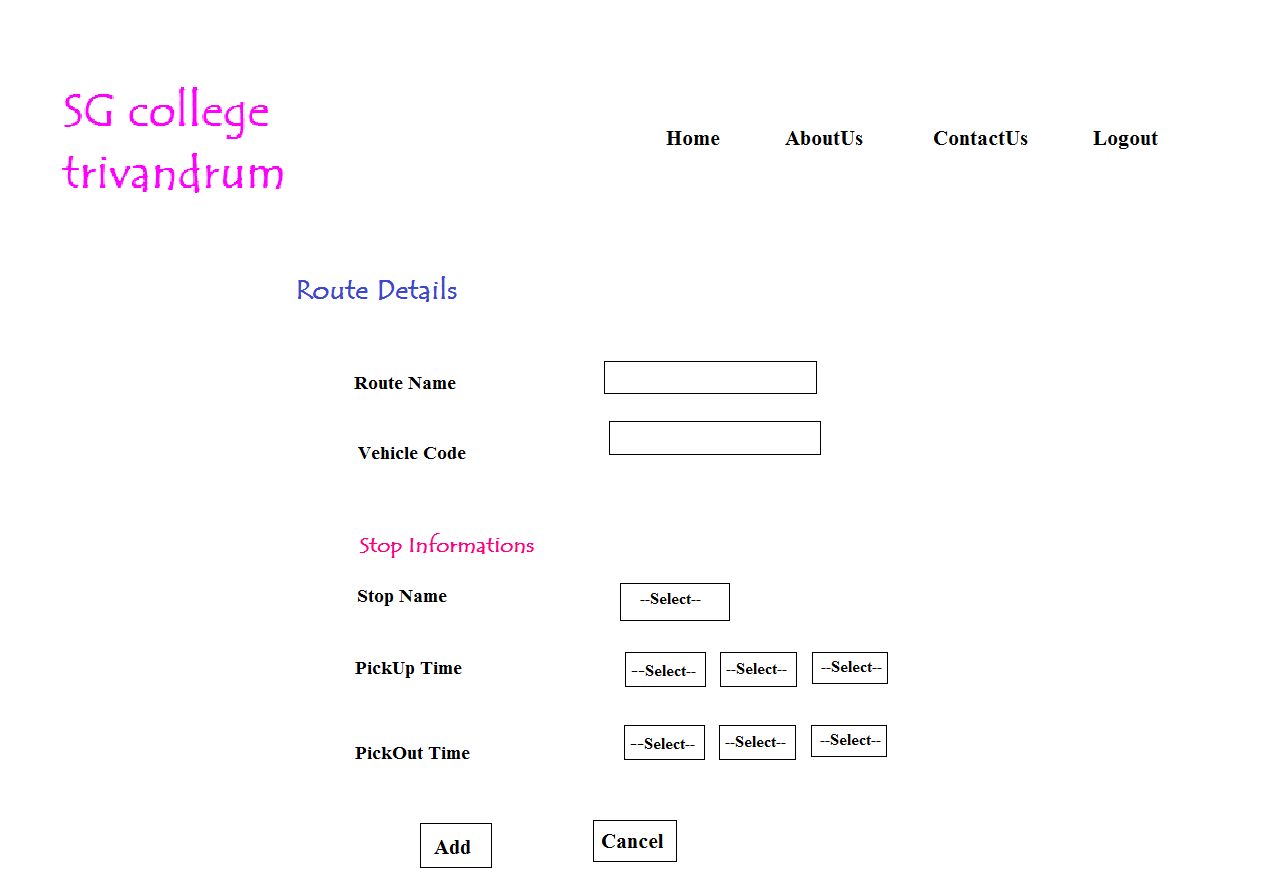 SG college
trivandrum
Home AboutUs ContactUs Logout
Route Details
Route Name
Vehicle Code
Stop Informations
Stop Name --Select--
PickUp Time --Select-- --Select-- --Select--
PickOut Time --Select-- --Select-- --Select--
Add Cancel